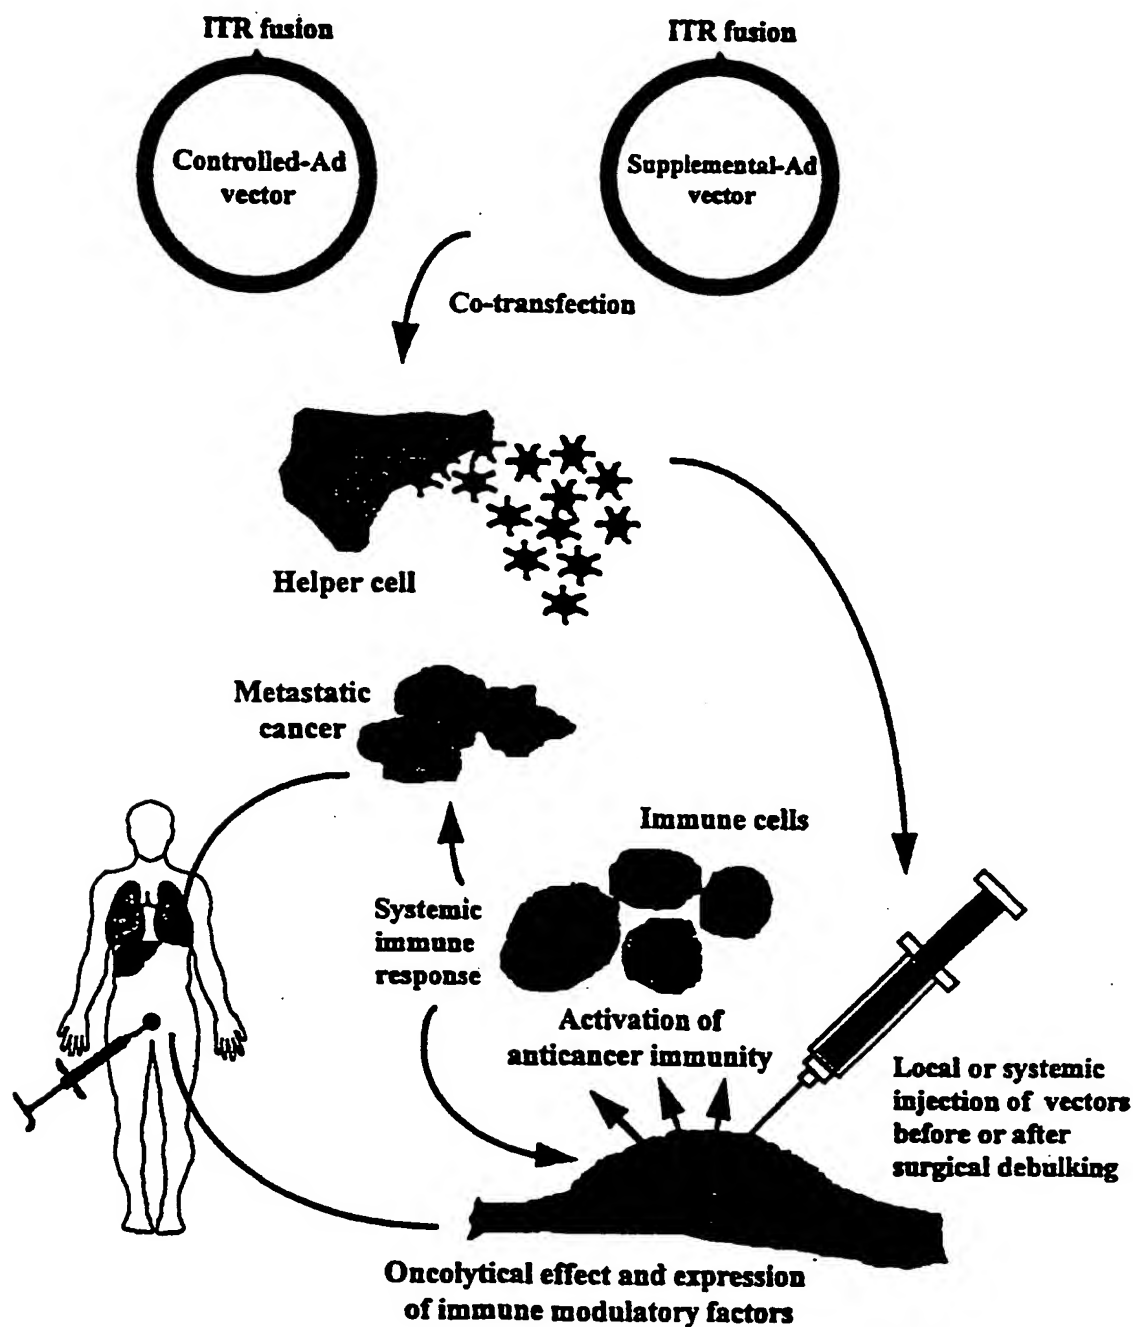 ITR fusion
ITR fusion
Controlled-Ad
vector
Supplemental-Ad
vector
Co-transfection
Helper cell
Metastatic
cancer
Immune cells
Systemic
immune
response
Activation of
anticancer immunity
Local or systemic
injection of vectors
before or after
surgical debulking
Oncolytical effect and expression
of immune modulatory factors